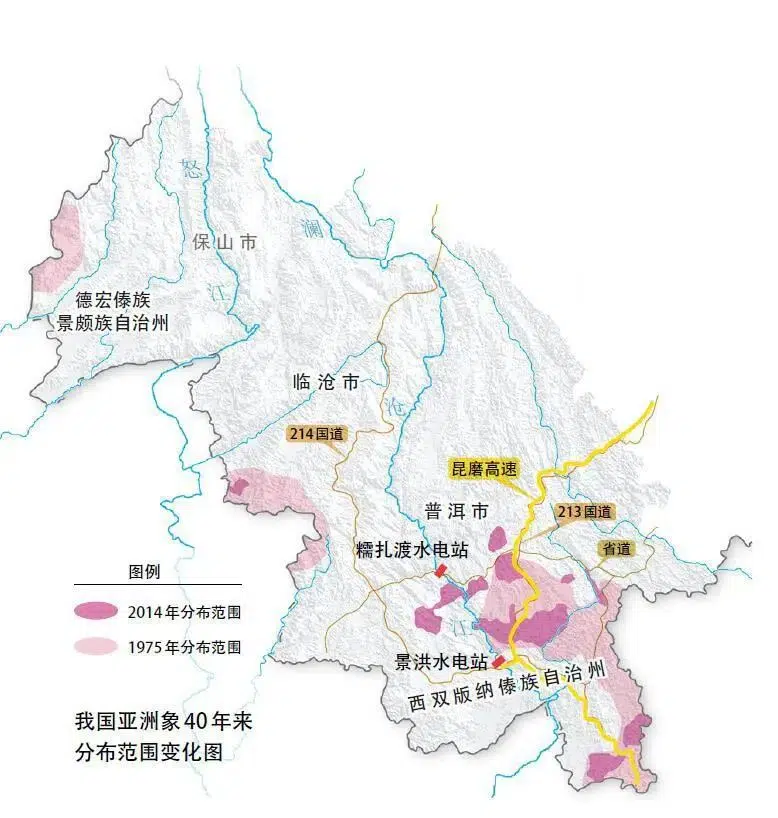 怒
澜
保山市
江
德宏傣族
景颇族自治州
临沧市
沧
214国道
昆磨高速
普洱市
213国道
糯扎渡水电站
省道
图例
2014年分布范围
江
1975年分布范围
景洪水电站
西双版纳傣族自治州
我国亚洲象40年来
分布范围变化图